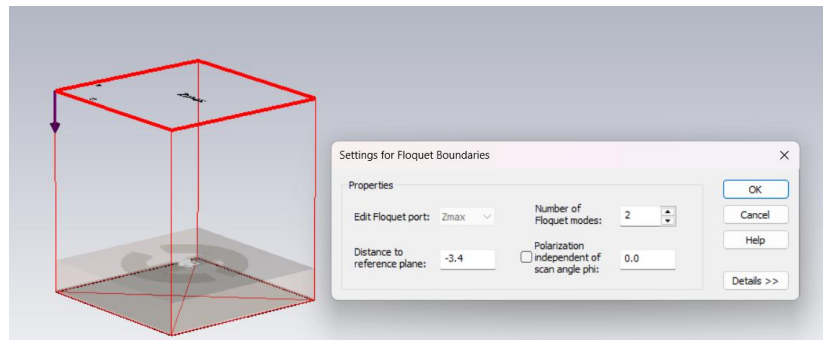 Zmax
Settings for Floquet Boundaries
Properties
Edit Floquet port: Zmax
Number of
Floquet modes: 2
Distance to
reference plane: -3.4
Polarization
independent of
scan angle phi: 0.0
OK
Cancel
Help
Details >>